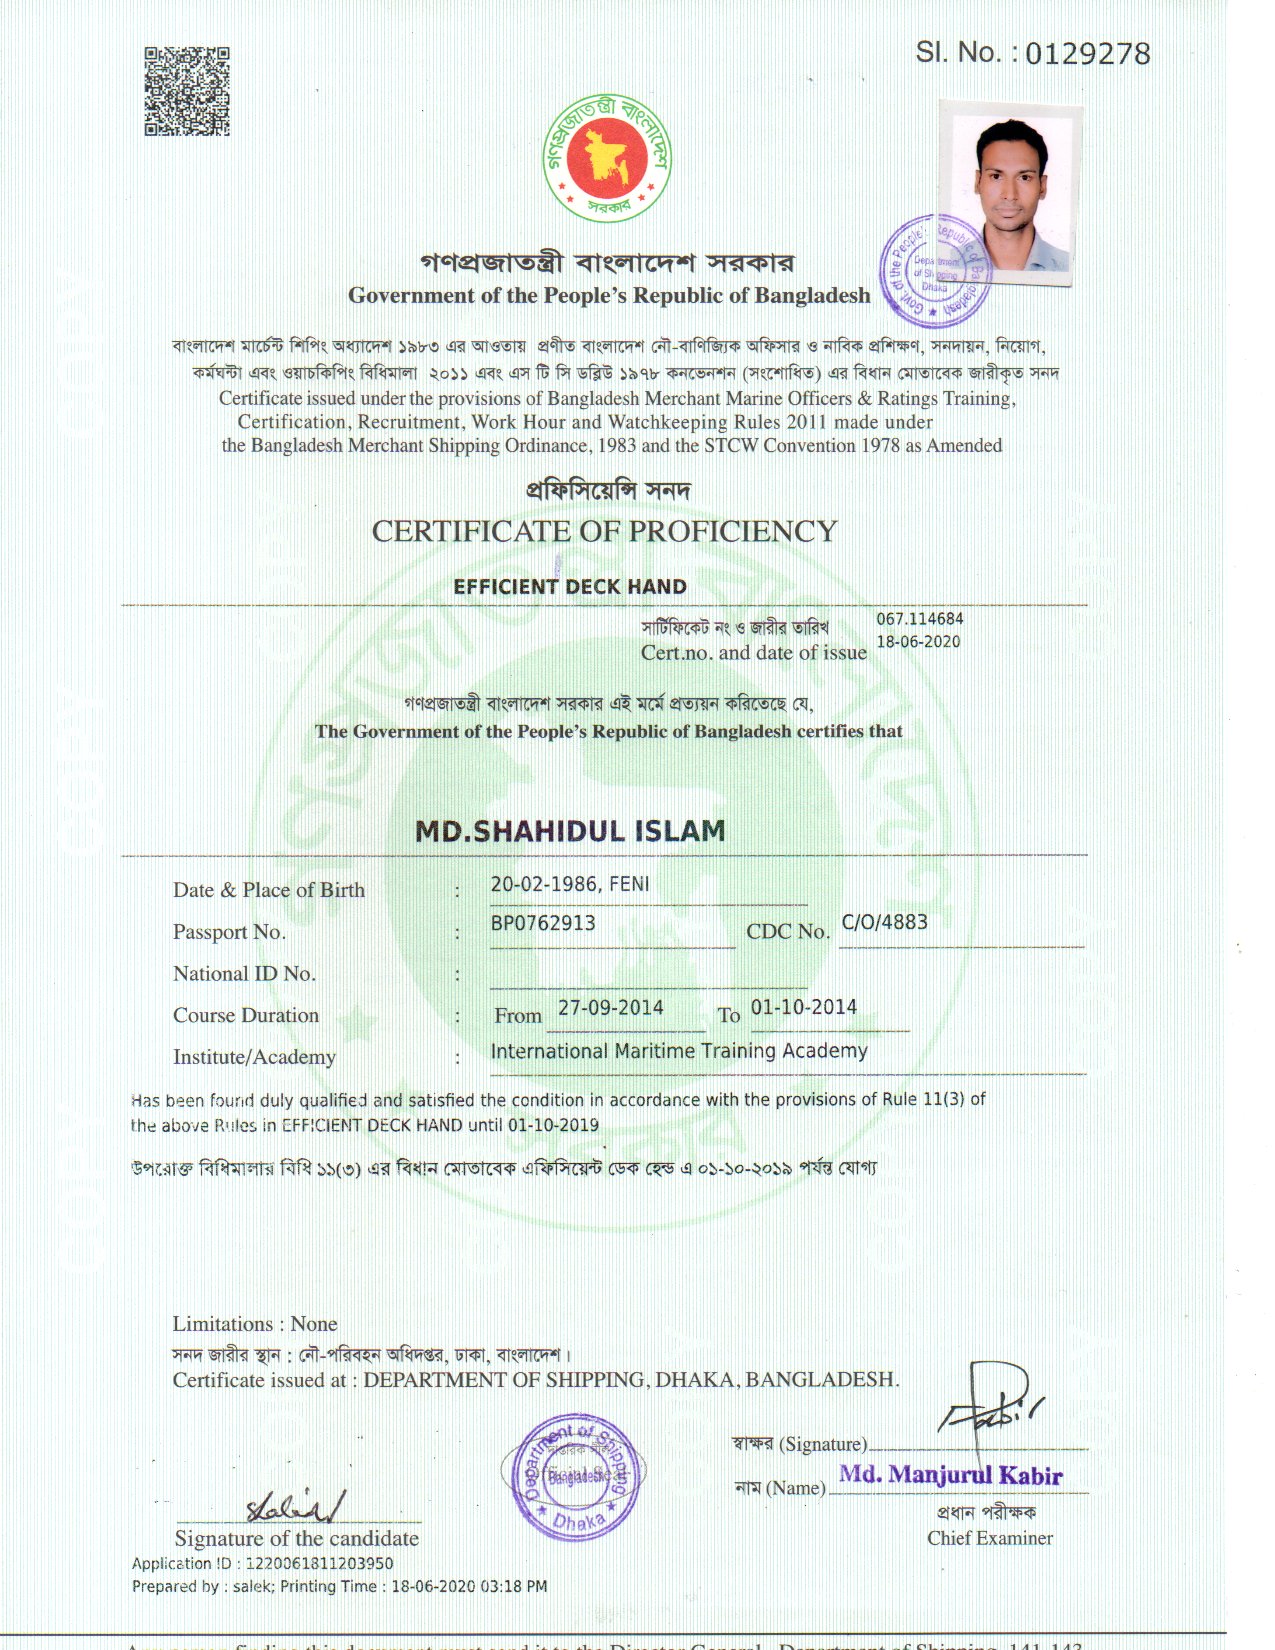 Sl. No. : 0129278
গণপ্রজাতন্ত্রী বাংলাদেশ
সরকার
Govt. of the People's Republic of Bangladesh
Department
of Shipping
Dhaka
গণপ্রজাতন্ত্রী বাংলাদেশ সরকার
Government of the People's Republic of Bangladesh
বাংলাদেশ মার্চেন্ট শিপিং অধ্যাদেশ ১৯৮৩ এর আওতায় প্রণীত বাংলাদেশ নৌ-বাণিজ্যিক অফিসার ও নাবিক প্রশিক্ষণ, সনদায়ন, নিয়োগ,
কর্মঘন্টা এবং ওয়াচকিপিং বিধিমালা ২০১১ এবং এস টি সি ডব্লিউ ১৯৭৮ কনভেনশন (সংশোধিত) এর বিধান মোতাবেক জারীকৃত সনদ
Certificate issued under the provisions of Bangladesh Merchant Marine Officers & Ratings Training,
Certification, Recruitment, Work Hour and Watchkeeping Rules 2011 made under
the Bangladesh Merchant Shipping Ordinance, 1983 and the STCW Convention 1978 as Amended
প্রফিসিয়েন্সি সনদ
CERTIFICATE OF PROFICIENCY
EFFICIENT DECK HAND
সার্টিফিকেট নং ও জারীর তারিখ 067.114684
Cert.no. and date of issue 18-06-2020
গণপ্রজাতন্ত্রী বাংলাদেশ সরকার এই মর্মে প্রত্যয়ন করিতেছে যে,
The Government of the People's Republic of Bangladesh certifies that
MD.SHAHIDUL ISLAM
Date & Place of Birth : 20-02-1986, FENI
Passport No. : BP0762913 CDC No. C/O/4883
National ID No. :
Course Duration : From 27-09-2014 To 01-10-2014
Institute/Academy : International Maritime Training Academy
Has been found duly qualified and satisfied the condition in accordance with the provisions of Rule 11(3) of
the above Rules in EFFICIENT DECK HAND until 01-10-2019
উপরোক্ত বিধিমালার বিধি ১১(৩) এর বিধান মোতাবেক এফিসিয়েন্ট ডেক হেন্ড এ ০১-১০-২০১৯ পর্যন্ত যোগ্য
Limitations : None
সনদ জারীর স্থান : নৌ-পরিবহন অধিদপ্তর, ঢাকা, বাংলাদেশ।
Certificate issued at : DEPARTMENT OF SHIPPING, DHAKA, BANGLADESH.
Department of Shipping
দাপ্তরিক সীল
Official Seal
Bangladesh
Dhaka
স্বাক্ষর (Signature)
নাম (Name) Md. Manjurul Kabir
প্রধান পরীক্ষক
Chief Examiner
Signature of the candidate
Application ID : 1220061811203950
Prepared by : salek; Printing Time : 18-06-2020 03:18 PM